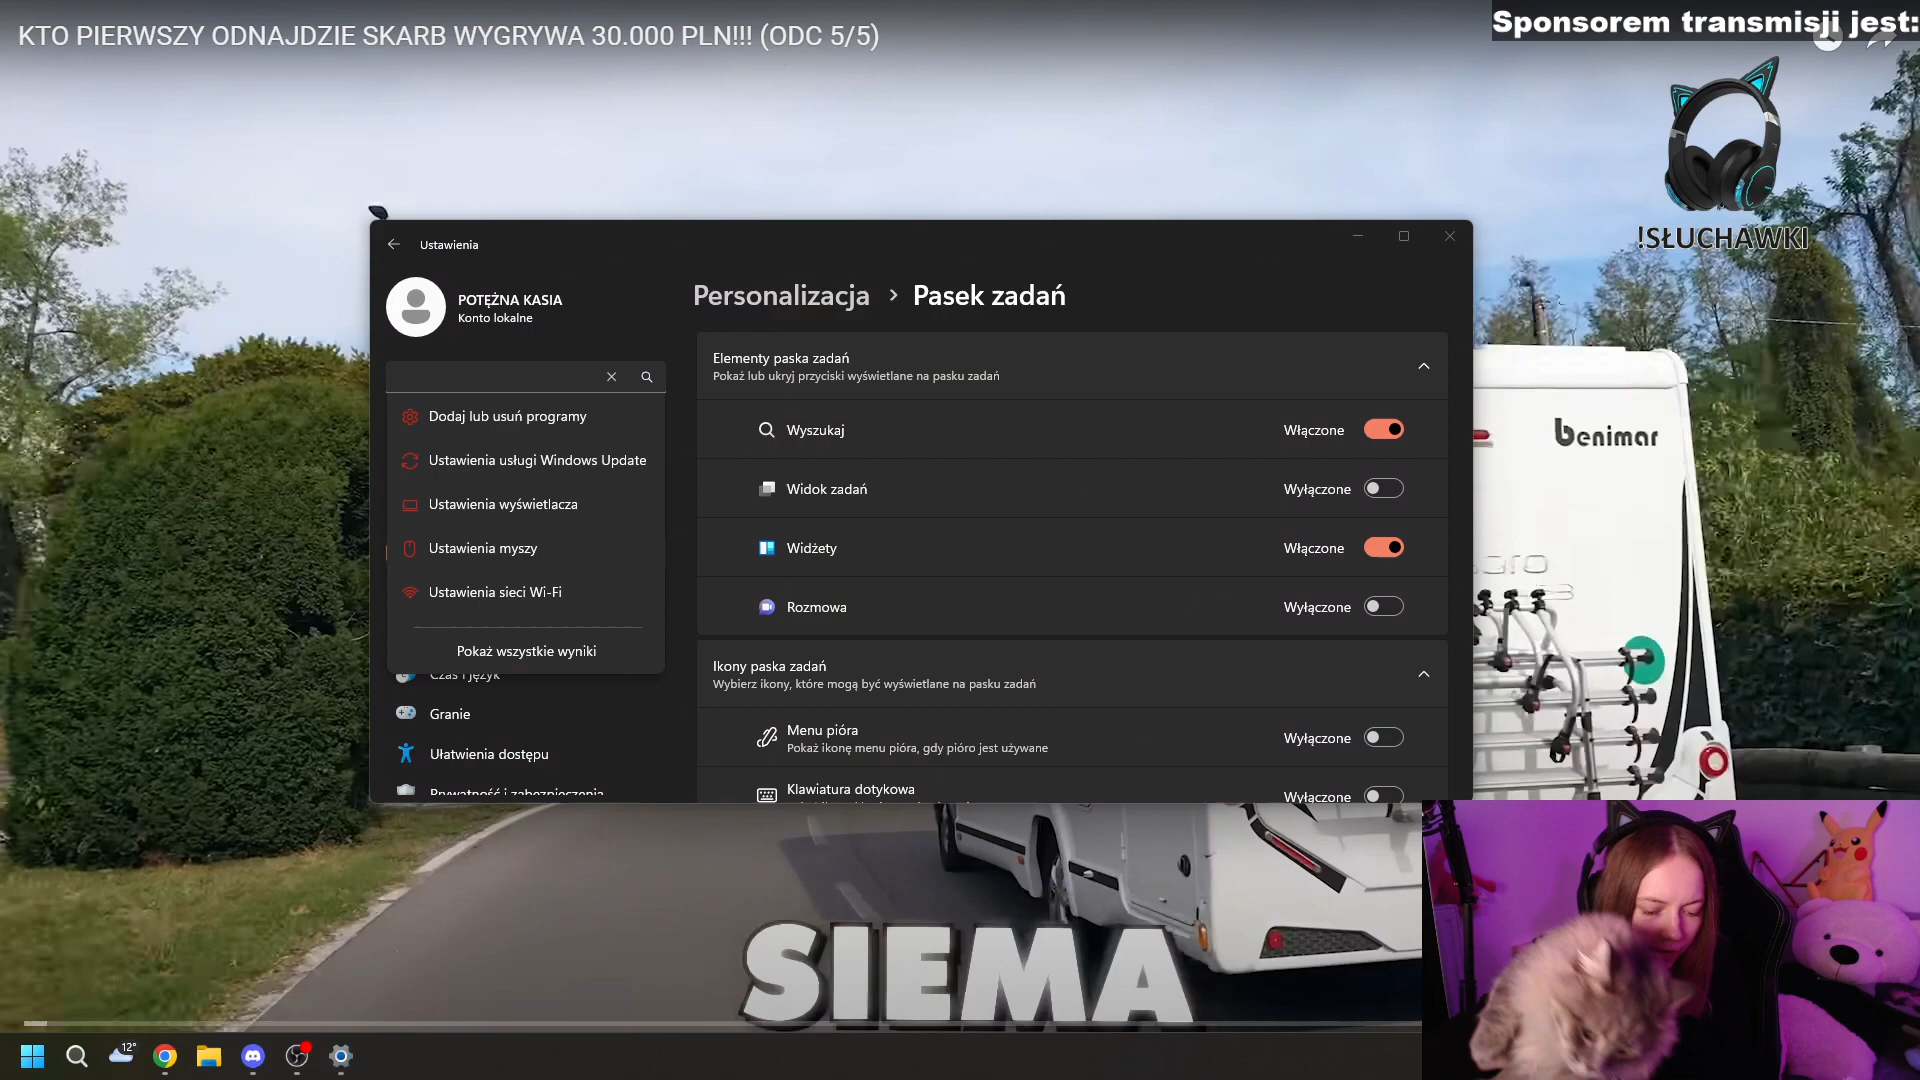 KTO PIERWSZY ODNAJDZIE SKARB WYGRYWA 30.000 PLN!!! (ODC 5/5)
Sponsorem transmisji jest:
!SŁUCHAWKI
Ustawienia
POTĘŻNA KASIA
Konto lokalne
Dodaj lub usuń programy
Ustawienia usługi Windows Update
Ustawienia wyświetlacza
Ustawienia myszy
Ustawienia sieci Wi-Fi
Pokaż wszystkie wyniki
Czas i język
Granie
Ułatwienia dostępu
Prywatność i zabezpieczenia
Personalizacja > Pasek zadań
Elementy paska zadań
Pokaż lub ukryj przyciski wyświetlane na pasku zadań
Wyszukaj Włączone
Widok zadań Wyłączone
Widżety Włączone
Rozmowa Wyłączone
Ikony paska zadań
Wybierz ikony, które mogą być wyświetlane na pasku zadań
Menu pióra
Pokaż ikonę menu pióra, gdy pióro jest używane
Wyłączone
Klawiatura dotykowa
Wyłączone
benimar
SIEMA
12°